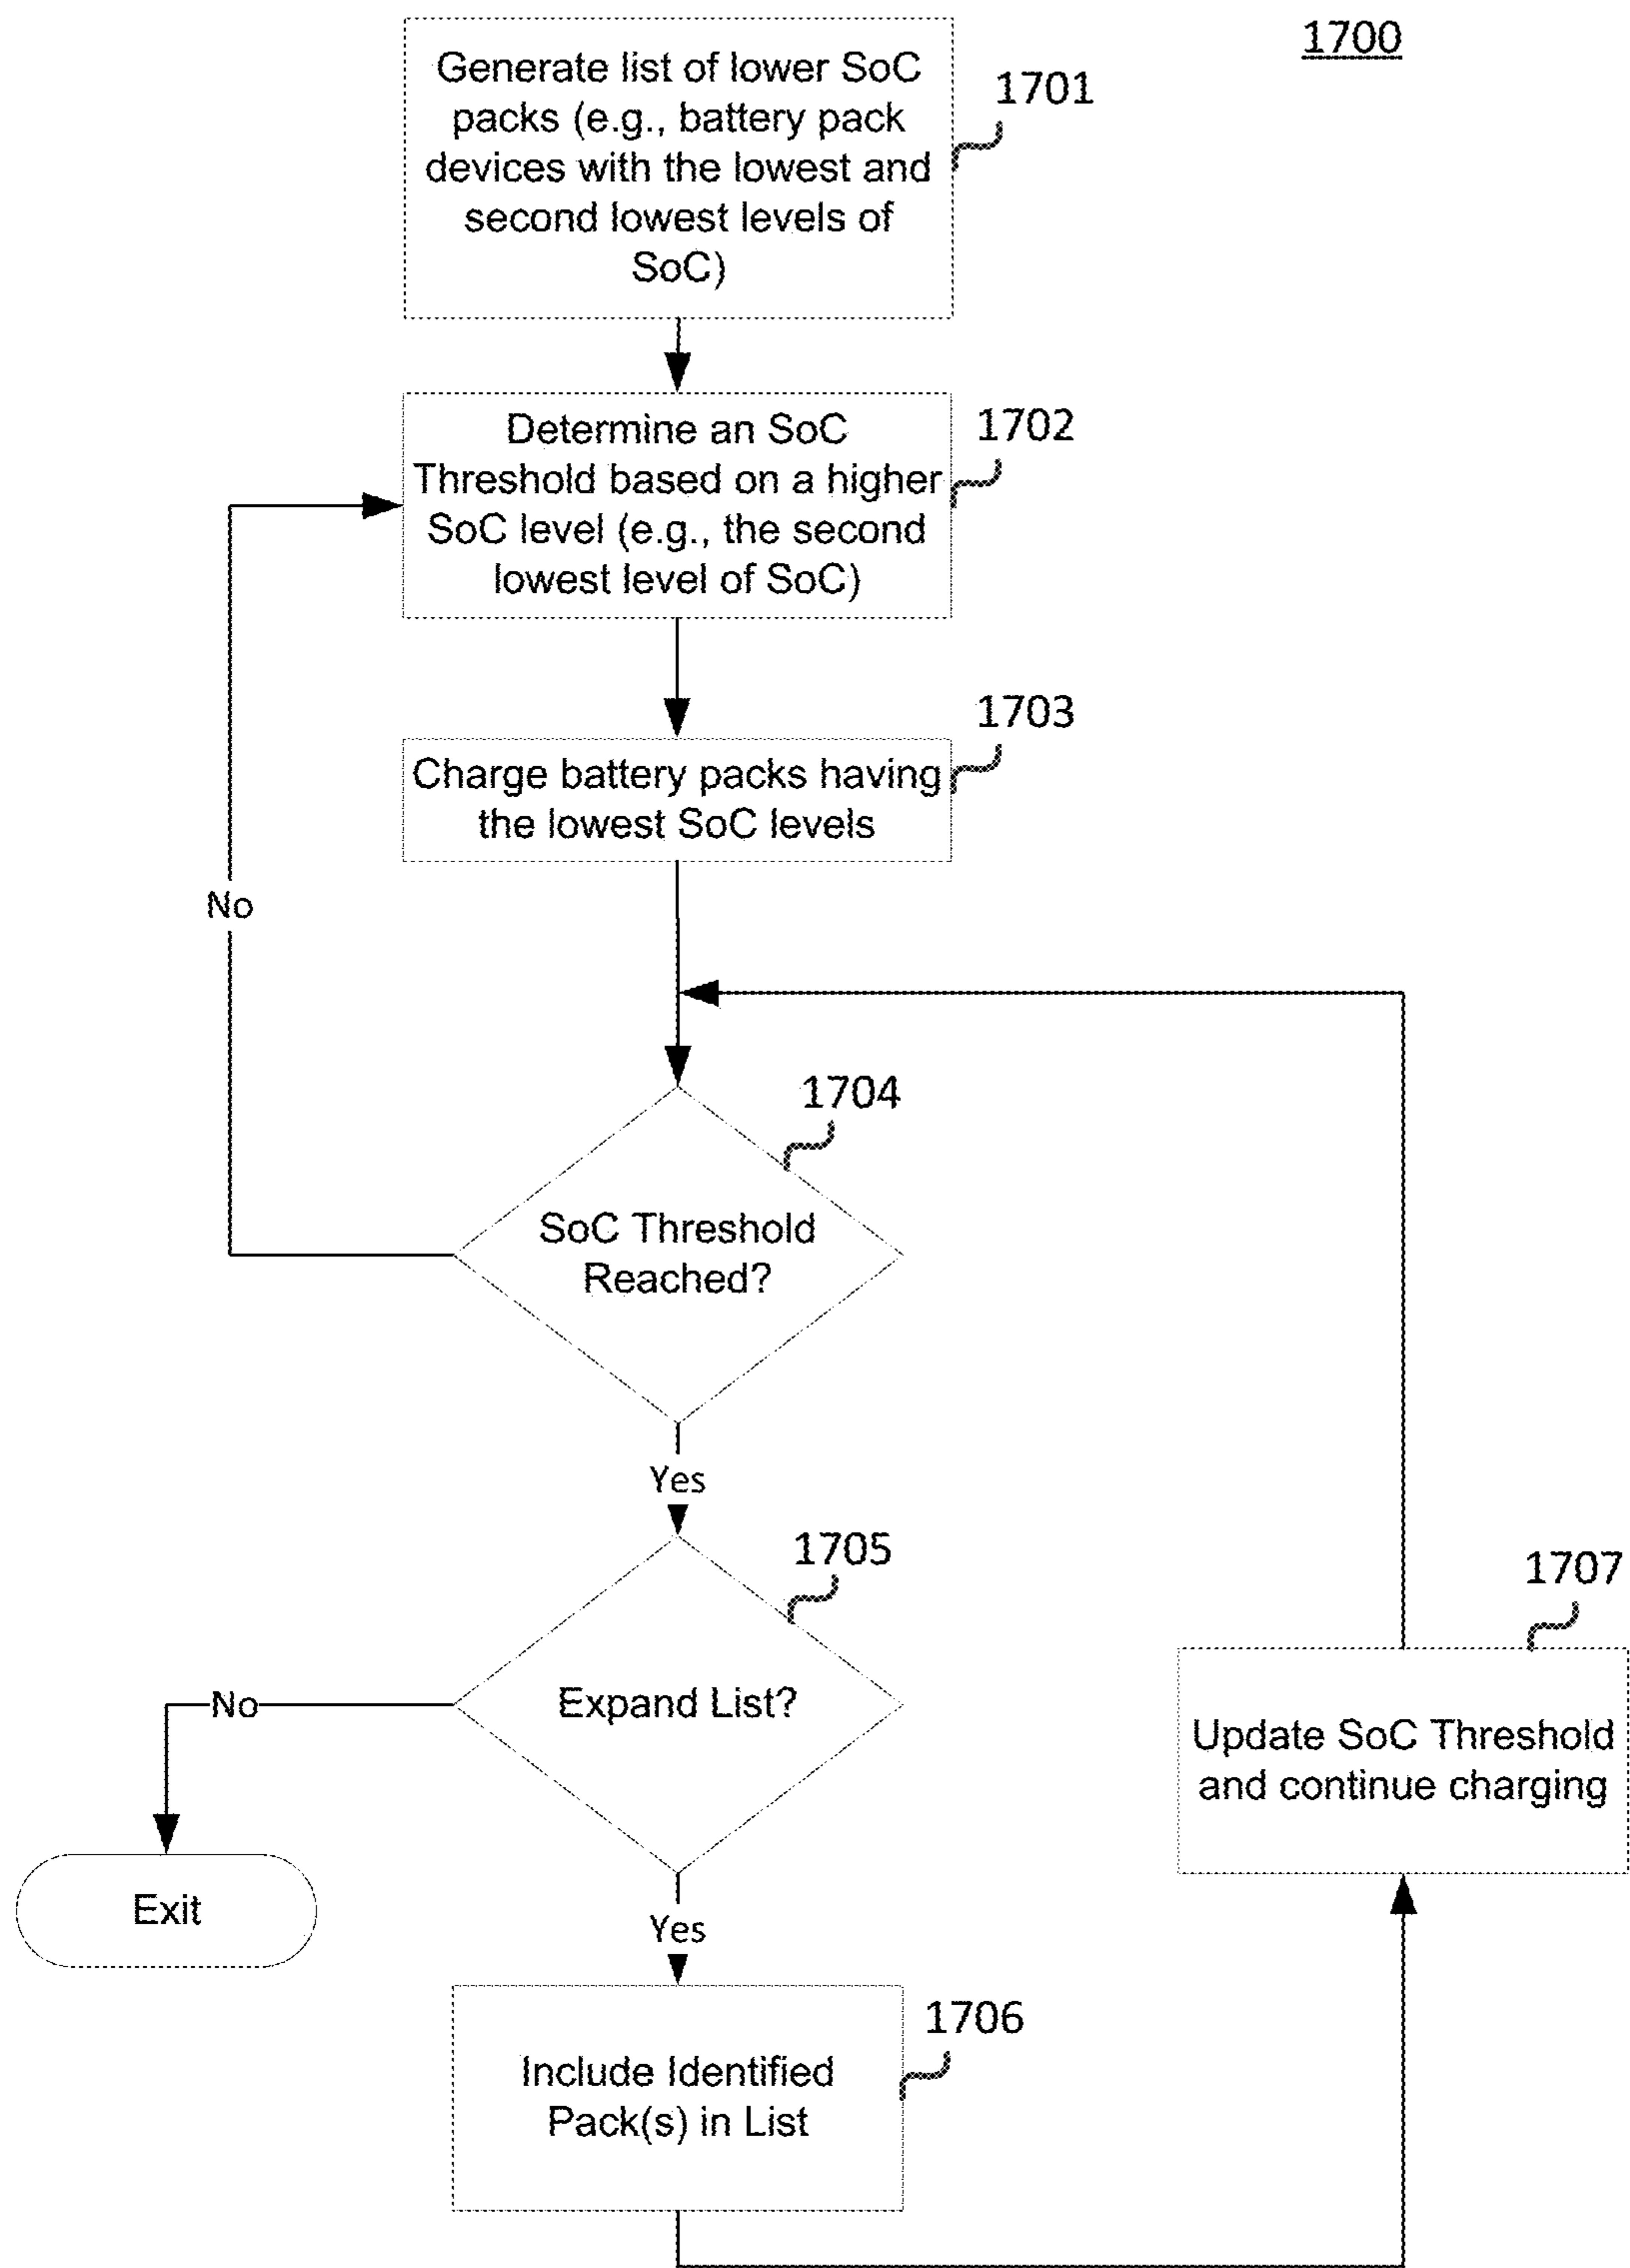 1700
Generate list of lower SoC
packs (e.g., battery pack
devices with the lowest and
second lowest levels of
SoC)
1701
Determine an SoC
Threshold based on a higher
SoC level (e.g., the second
lowest level of SoC)
1702
Charge battery packs having
the lowest SoC levels
1703
No
1704
SoC Threshold
Reached?
Yes
1705
Expand List?
No
Exit
Yes
1706
Include Identified
Pack(s) in List
1707
Update SoC Threshold
and continue charging